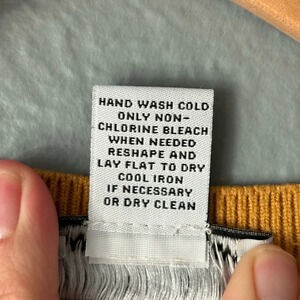 HAND WASH COLD
ONLY NON-
CHLORINE BLEACH
WHEN NEEDED
RESHAPE AND
LAY FLAT TO DRY
COOL IRON
IF NECESSARY
OR DRY CLEAN